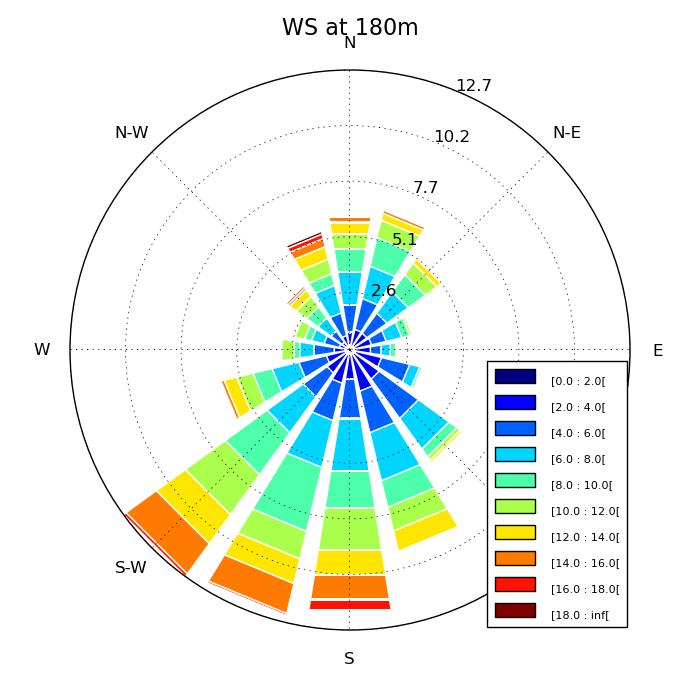 WS at 180m
N
12.7
N-W
N-E
10.2
7.7
5.1
2.6
W
E
[0.0 : 2.0[
[2.0 : 4.0[
[4.0 : 6.0[
[6.0 : 8.0[
[8.0 : 10.0[
[10.0 : 12.0[
[12.0 : 14.0[
[14.0 : 16.0[
[16.0 : 18.0[
[18.0 : inf[
S-W
S